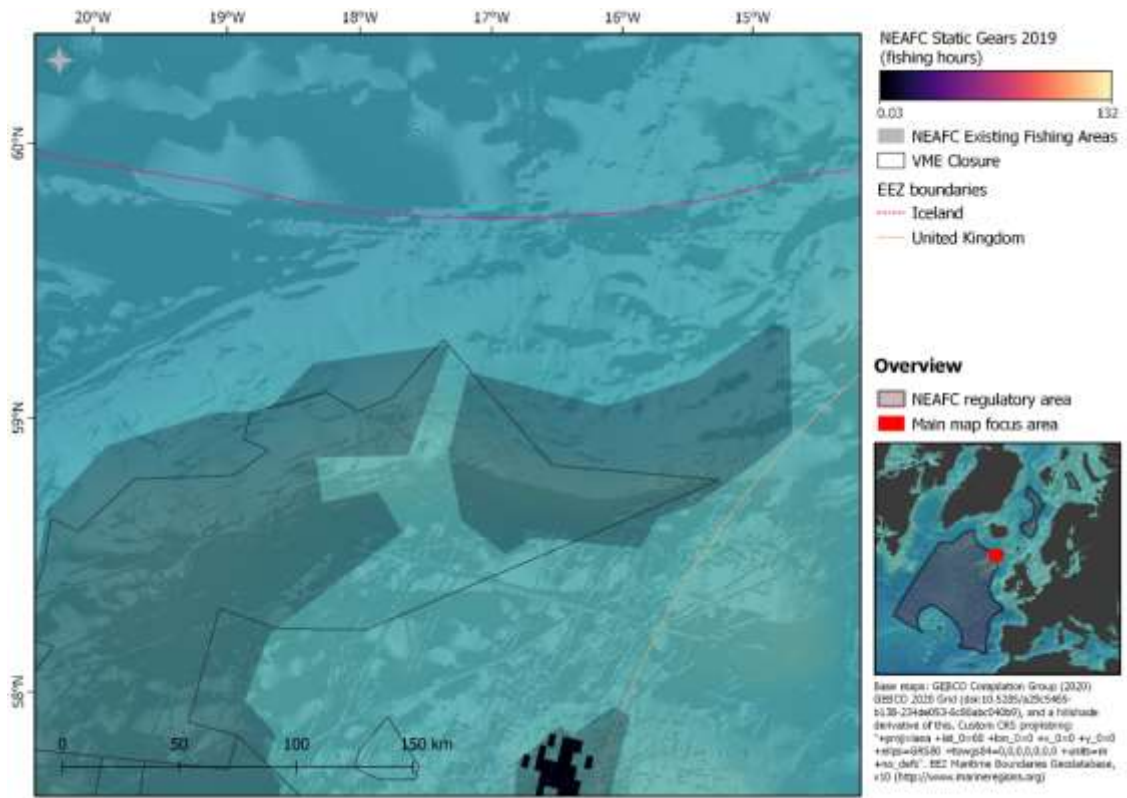 20°W 19°W 18°W 17°W 16°W 15°W
60°N
59°N
58°N
0 50 100 150 km
NEAFC Static Gears 2019
(fishing hours)
0.03 132
NEAFC Existing Fishing Areas
VME Closure
EEZ boundaries
Iceland
United Kingdom
Overview
NEAFC regulatory area
Main map focus area
Base maps: GEBCO Compilation Group (2020)
GEBCO 2020 Grid
and a hillshade
derivative of this. Custom CRS
EEZ Maritime Boundaries Geodatabase,
v10 (http://www.marineregions.org)